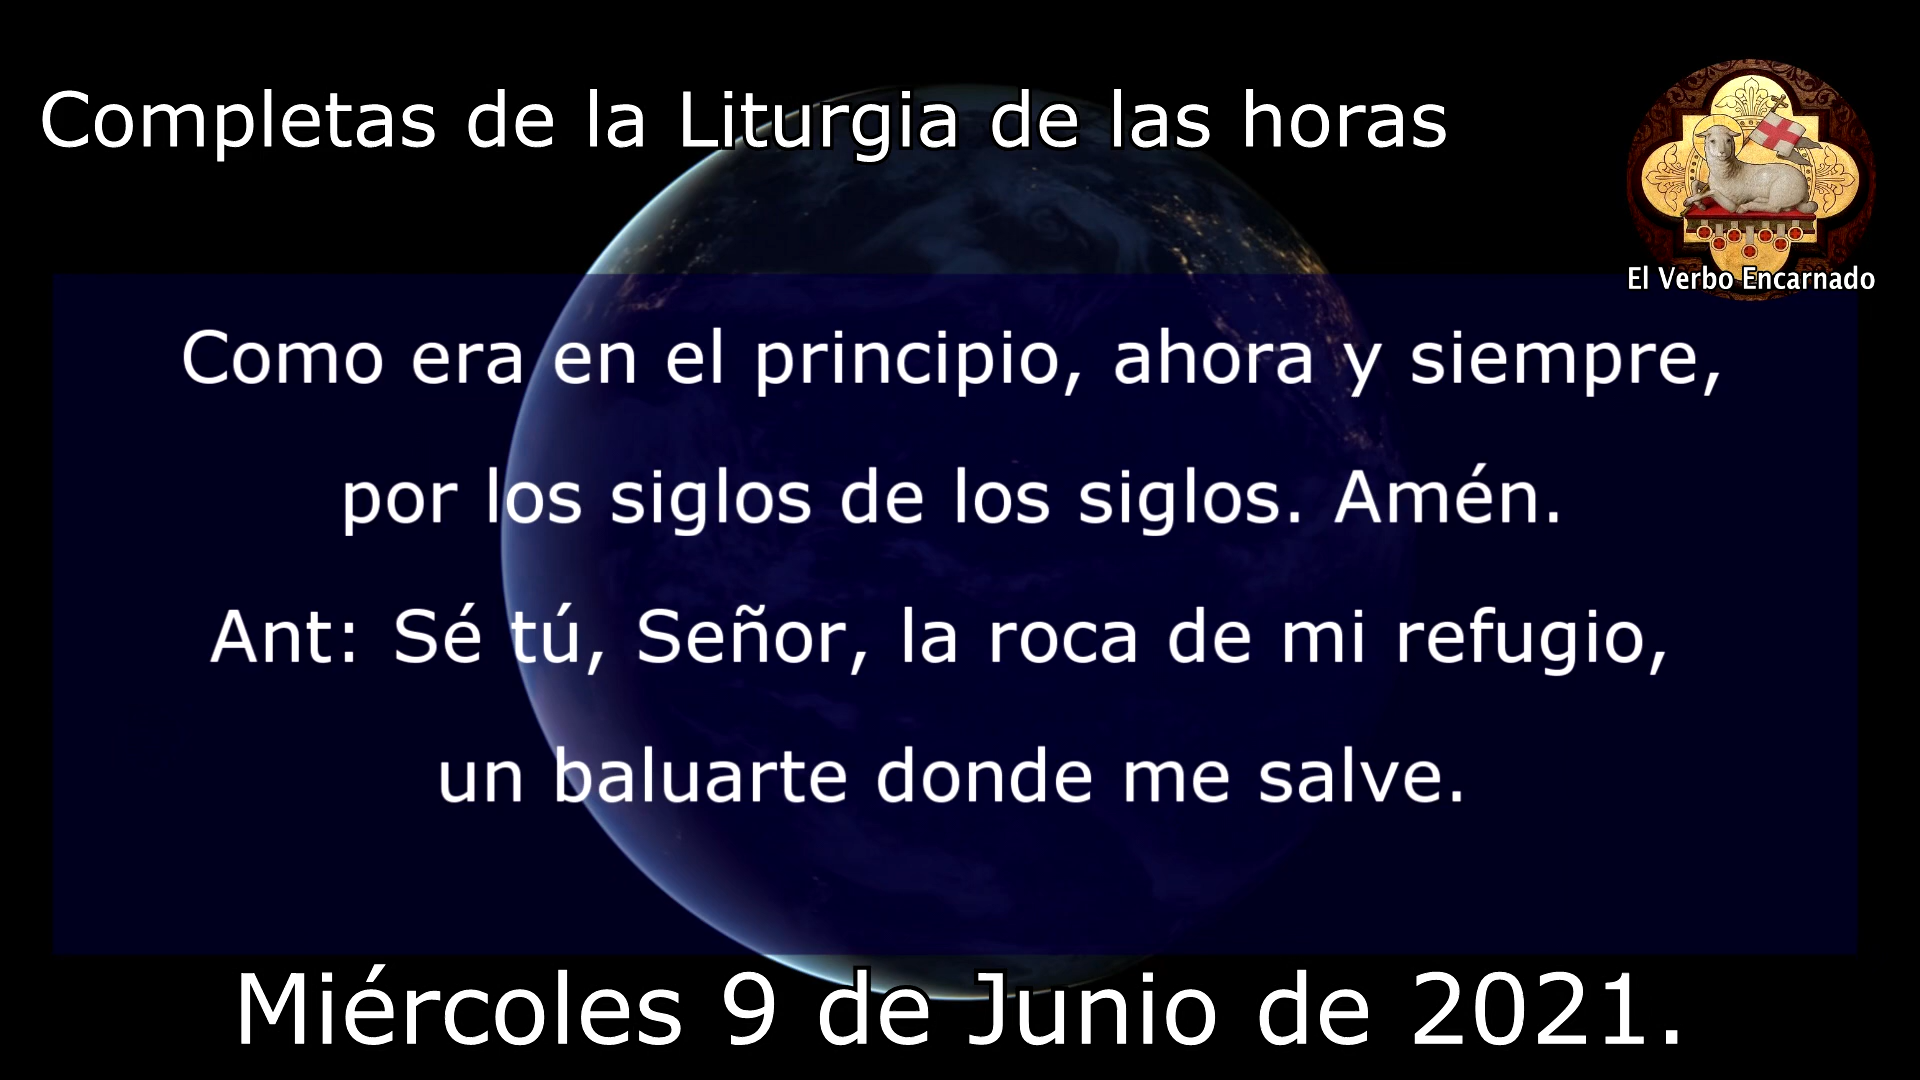 Completas de la Liturgia de las horas
El Verbo Encarnado
Como era en el principio, ahora y siempre,
por los siglos de los siglos. Amén.
Ant: Sé tú, Señor, la roca de mi refugio,
un baluarte donde me salve.
Miércoles 9 de Junio de 2021.